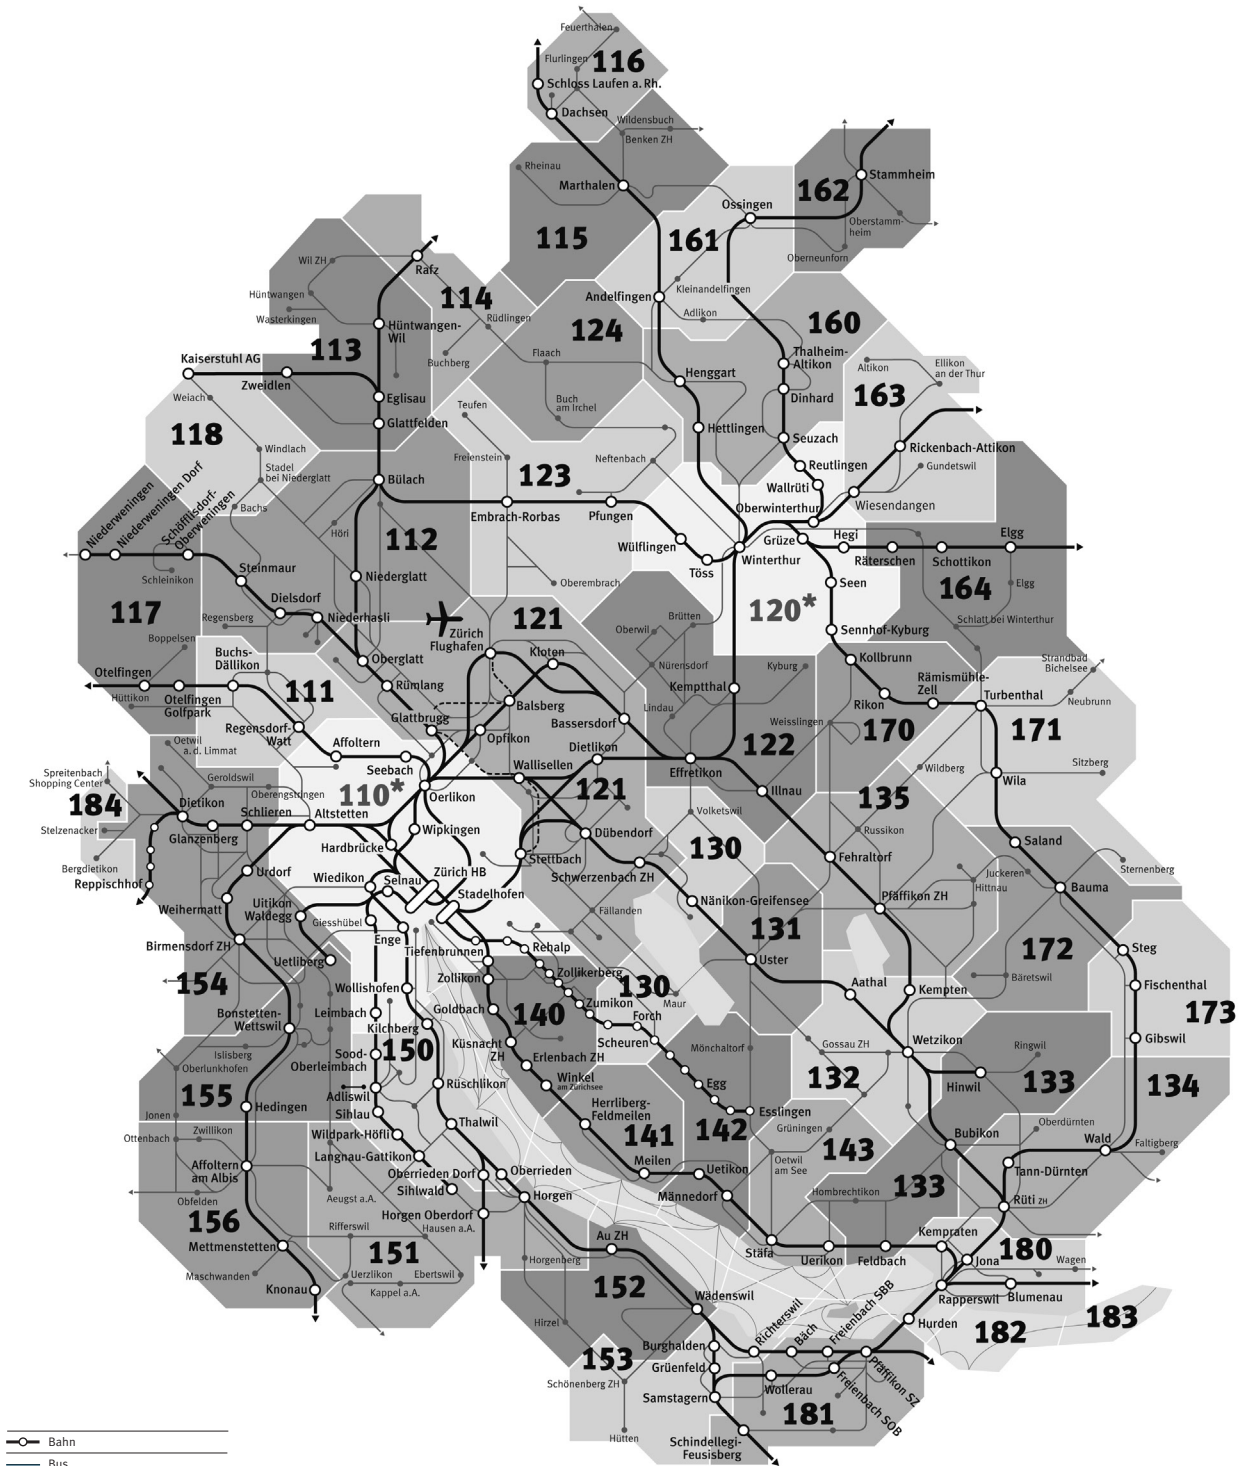 Feuerthalen
Flurlingen
116
Schloss Laufen a. Rh.
Dachsen
Wildensbuch
Benken ZH
Rheinau
Marthalen
162
Stammheim
Ossingen
Oberstamm-
heim
115
161
Oberneunforn
Wil ZH
Rafz
Kleinandelfingen
Hüntwangen
114
Andelfingen
Wasterkingen
Rüdlingen
Adlikon
160
Hüntwangen-
Wil
124
113
Buchberg
Flaach
Thalheim-
Altikon
Kaiserstuhl AG
Zweidlen
Henggart
Altikon
Ellikon
an der Thur
Weiach
Eglisau
Dinhard
163
Teufen
Buch
am Irchel
Glattfelden
Hettlingen
Seuzach
118
Windlach
Rickenbach-Attikon
Freienstein
Neftenbach
Reutlingen
Gundetswil
Stadel
bei Niederglatt
123
Niederweningen
Niederweningen Dorf
Schöfflisdorf-
Oberweningen
Bülach
Wallrüti
Bachs
Embrach-Rorbas
Pfungen
Oberwinterthur
Wiesendangen
Höri
112
Wülflingen
Grüze
Hegi
Elgg
Töss
Winterthur
Räterschen
Schottikon
Schleinikon
Steinmaur
Niederglatt
Oberembrach
Seen
164
Elgg
117
Dielsdorf
120*
Regensberg
Niederhasli
121
Brütten
Schlatt bei Winterthur
Boppelsen
Zürich
Flughafen
Oberwil
Sennhof-Kyburg
Buchs-
Dällikon
Oberglatt
Kloten
Nürensdorf
Kyburg
Kollbrunn
Strandbad
Bichelsee
Otelfingen
Rümlang
Kemptthal
Rämismühle-
Zell
Hüttikon
Otelfingen
Golfpark
111
Balsberg
Lindau
Rikon
Turbenthal
Neubrunn
Glattbrugg
Bassersdorf
Weisslingen
170
171
Regensdorf-
Watt
Opfikon
122
Oetwil
a. d. Limmat
Affoltern
Dietlikon
Seebach
Wallisellen
Effretikon
Wildberg
Sitzberg
Spreitenbach
Shopping Center
Geroldswil
110*
Oerlikon
Wila
Oberengstringen
121
Illnau
135
184
Dietikon
Schlieren
Altstetten
Volketswil
Stelzenacker
Glanzenberg
Wipkingen
Dübendorf
130
Russikon
Saland
Hardbrücke
Stettbach
Fehraltorf
Bergdietikon
Urdorf
Schwerzenbach ZH
Reppischhof
Wiedikon
Selnau
Zürich HB
Juckeren
Sternenberg
Stadelhofen
Hittnau
Bauma
Uitikon
Waldegg
Nänikon-Greifensee
Pfäffikon ZH
Weihermatt
Giesshübel
Fällanden
131
Enge
Birmensdorf ZH
Rehalp
172
Steg
Tiefenbrunnen
Uetliberg
Uster
Zollikerberg
Bäretswil
154
Zollikon
130
Wollishofen
Zumikon
Maur
Aathal
Kempten
Fischenthal
Leimbach
Goldbach
140
173
Bonstetten-
Wettswil
Kilchberg
Forch
Scheuren
Küsnacht
ZH
150
Mönchaltorf
Gossau ZH
Wetzikon
Ringwil
Gibswil
Islisberg
Sood-
Oberleimbach
Erlenbach ZH
Oberlunkhofen
132
133
Winkel
am Zürichsee
Egg
Hinwil
134
155
Adliswil
Rüschlikon
Hedingen
Esslingen
Jonen
Sihlau
Herrliberg-
Feldmeilen
Grüningen
Oberdürnten
Thalwil
141
142
Zwillikon
Wildpark-Höfli
143
Bubikon
Wald
Ottenbach
Faltigberg
Langnau-Gattikon
Oetwil
am See
Affoltern
am Albis
Oberrieden Dorf
Oberrieden
Meilen
Uetikon
Tann-Dürnten
Obfelden
Aeugst a.A.
Sihlwald
Horgen
Männedorf
Hombrechtikon
133
Rüti ZH
156
Horgen Oberdorf
Rifferswil
Hausen a.A.
Kempraten
Au ZH
Stäfa
180
Mettmenstetten
151
Horgenberg
Uerikon
Feldbach
Jona
Wagen
Maschwanden
Uerzlikon
Ebertswil
152
Knonau
Kappel a.A.
Rapperswil
Blumenau
Wädenswil
183
Hirzel
Richterswil
Bäch
Freienbach SBB
Hurden
182
Burghalden
153
Grüenfeld
Schönenberg ZH
Wollerau
Pfäffikon SZ
Samstagern
Freienbach SOB
181
Hütten
Schindellegi-
Feusisberg
Bahn
Bus